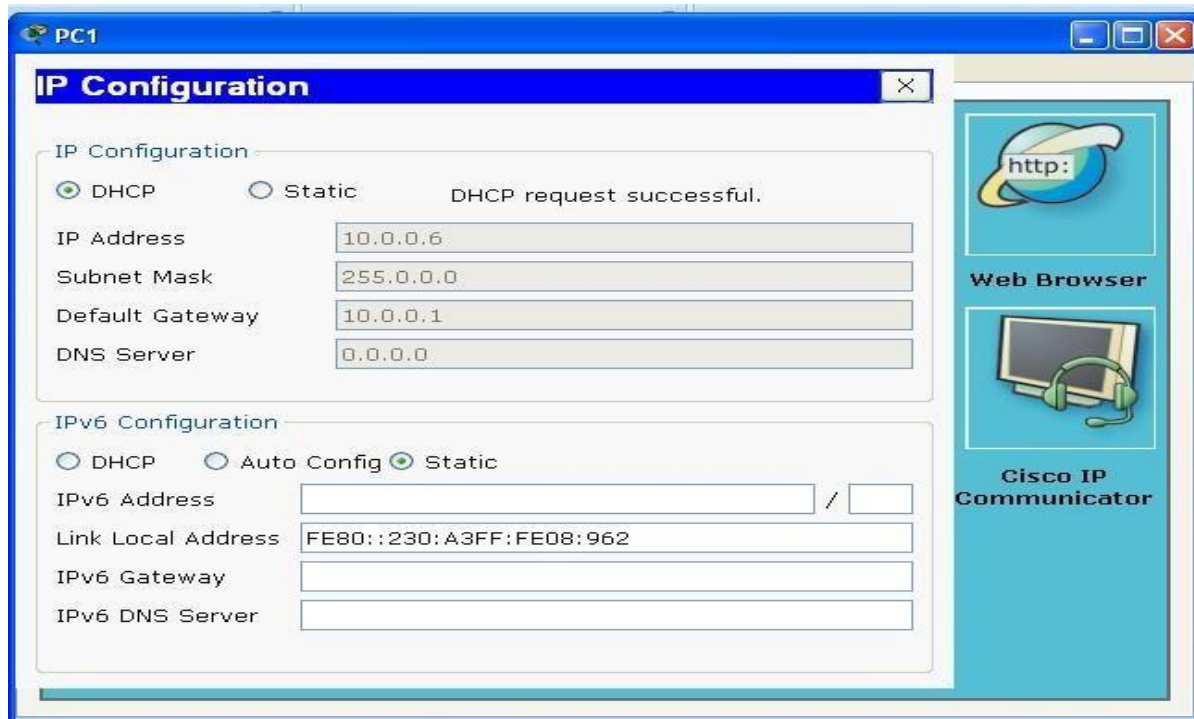 PC1
IP Configuration
X
IP Configuration
DHCP Static DHCP request successful.
IP Address 10.0.0.6
Subnet Mask 255.0.0.0
Default Gateway 10.0.0.1
DNS Server 0.0.0.0
IPv6 Configuration
DHCP Auto Config Static
IPv6 Address /
Link Local Address FE80::230:A3FF:FE08:962
IPv6 Gateway
IPv6 DNS Server
http:
Web Browser
Cisco IP
Communicator